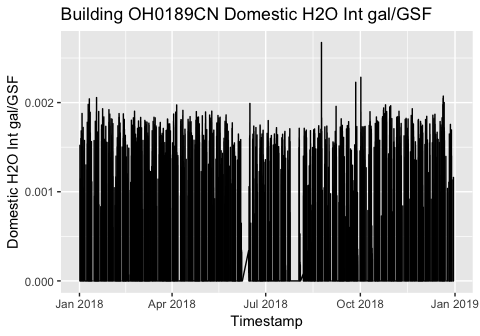 Building OH0189CN Domestic H2O Int gal/GSF
Domestic H2O Int gal/GSF
0.002
0.001
0.000
Jan 2018
Apr 2018
Jul 2018
Oct 2018
Jan 2019
Timestamp